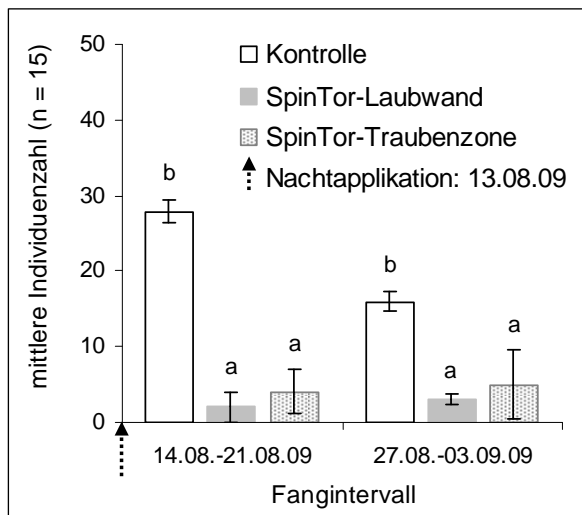 mittlere Individuenzahl (n = 15)
50
40
30
20
10
0
Kontrolle
SpinTor-Laubwand
SpinTor-Traubenzone
Nachtapplikation: 13.08.09
b
a
a
b
a
a
14.08.-21.08.09
27.08.-03.09.09
Fangintervall